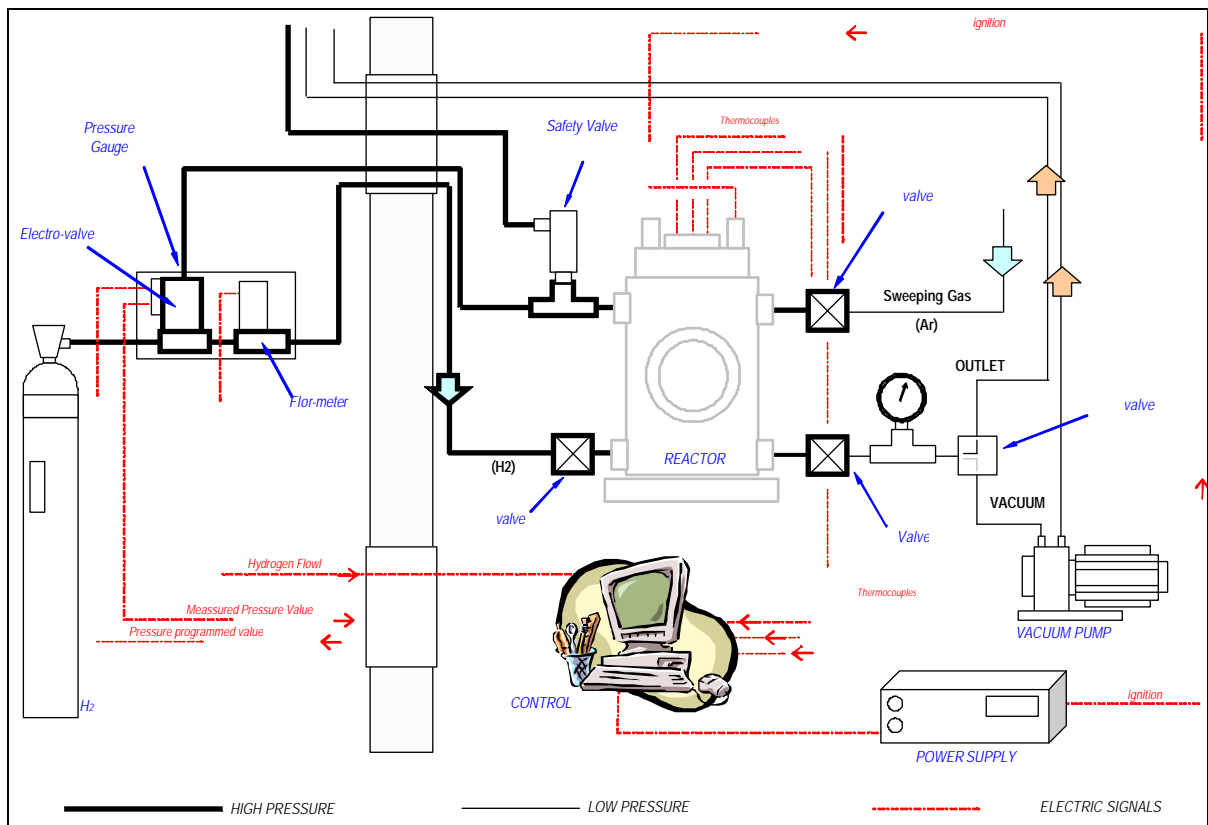 ignition
Thermocouples
Pressure
Gauge
Safety Valve
valve
Electro-valve
Sweeping Gas
(Ar)
OUTLET
Flor-meter
valve
REACTOR
(H2)
VACUUM
valve
Valve
Hydrogen Flowl
Meassured Pressure Value
Pressure programmed value
Thermocouples
VACUUM PUMP
H2
CONTROL
ignition
POWER SUPPLY
HIGH PRESSURE
LOW PRESSURE
ELECTRIC SIGNALS